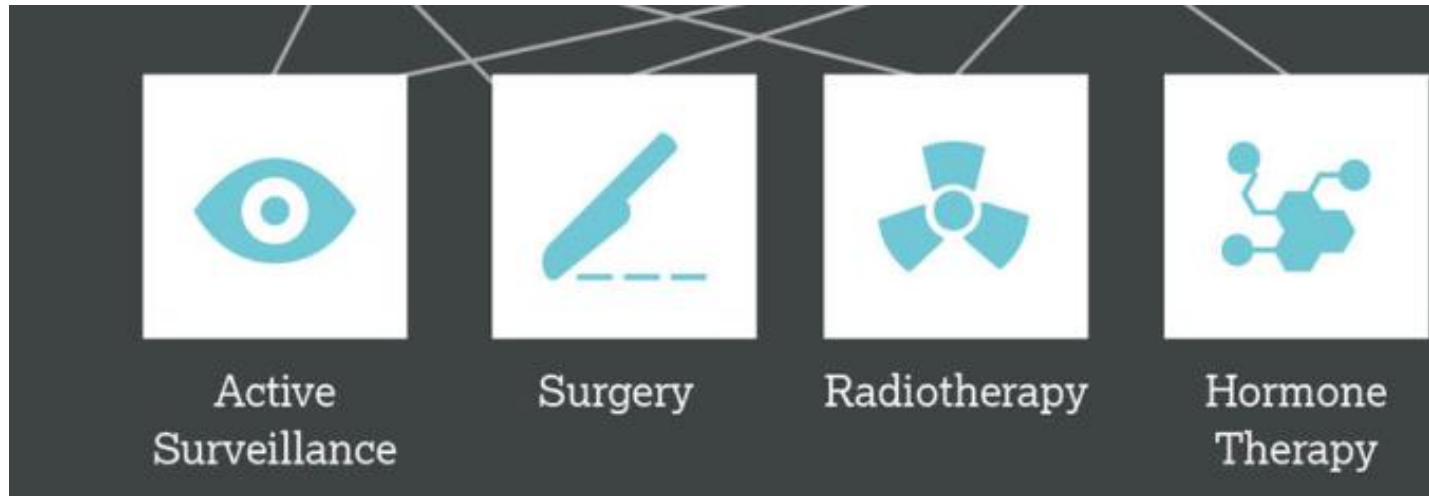 Active
Surveillance
Surgery
Radiotherapy
Hormone
Therapy